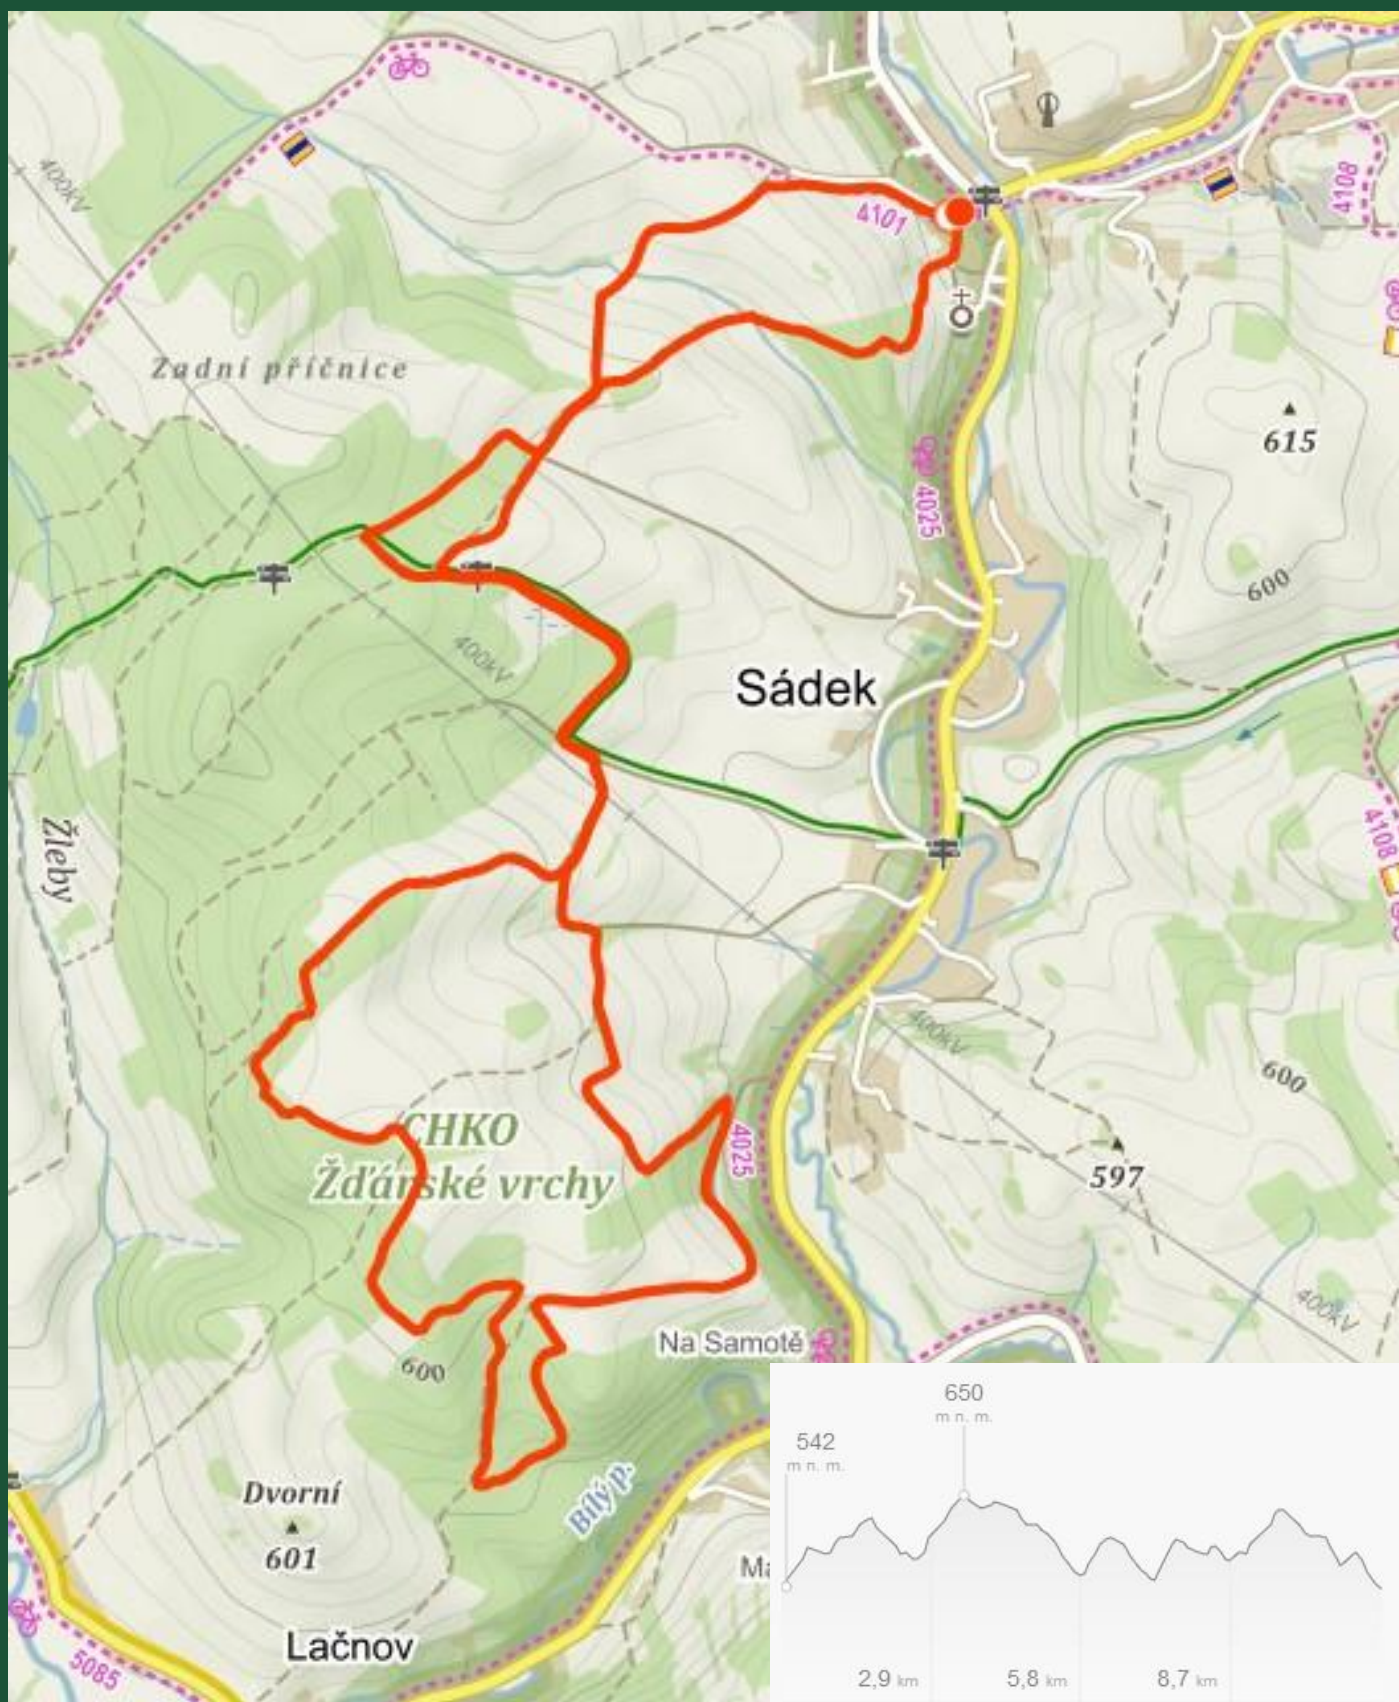 400kV
4101
4108
Zadní příčnice
615
4025
600
400kV
Sádek
4108
Žleby
400kV
600
CHKO
Žďárské vrchy
4025
597
400kV
Na Samotě
600
650
m n. m.
542
m n. m.
Dvorní
601
Bílý p.
2,9 km
5,8 km
8,7 km
Lačnov
5085